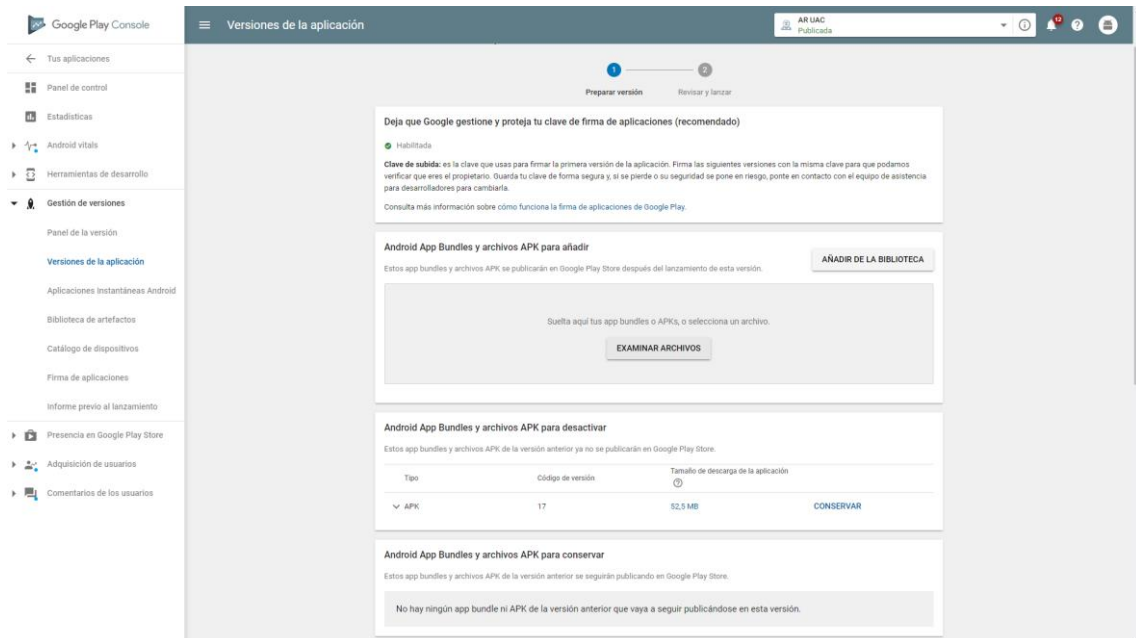 Google Play Console
Versiones de la aplicación
AR UAC
Publicada
12
Tus aplicaciones
Panel de control
Estadísticas
Android vitals
Herramientas de desarrollo
Gestión de versiones
Panel de la versión
Versiones de la aplicación
Aplicaciones Instantáneas Android
Biblioteca de artefactos
Catálogo de dispositivos
Firma de aplicaciones
Informe previo al lanzamiento
Presencia en Google Play Store
Adquisición de usuarios
Comentarios de los usuarios
1
2
Preparar versión
Revisar y lanzar
Deja que Google gestione y proteja tu clave de firma de aplicaciones (recomendado)
Habilitada
Clave de subida: es la clave que usas para firmar la primera versión de la aplicación. Firma las siguientes versiones con la misma clave para que podamos
verificar que eres el propietario. Guarda tu clave de forma segura y, si se pierde o su seguridad se pone en riesgo, ponte en contacto con el equipo de asistencia
para desarrolladores para cambiarla.
Consulta más información sobre cómo funciona la firma de aplicaciones de Google Play.
Android App Bundles y archivos APK para añadir
AÑADIR DE LA BIBLIOTECA
Estos app bundles y archivos APK se publicarán en Google Play Store después del lanzamiento de esta versión.
Suelta aquí tus app bundles o APKs, o selecciona un archivo.
EXAMINAR ARCHIVOS
Android App Bundles y archivos APK para desactivar
Estos app bundles y archivos APK de la versión anterior ya no se publicarán en Google Play Store.
Tipo
Código de versión
Tamaño de descarga de la aplicación
APK
17
52,5 MB
CONSERVAR
Android App Bundles y archivos APK para conservar
Estos app bundles y archivos APK de la versión anterior se seguirán publicando en Google Play Store.
No hay ningún app bundle ni APK de la versión anterior que vaya a seguir publicándose en esta versión.